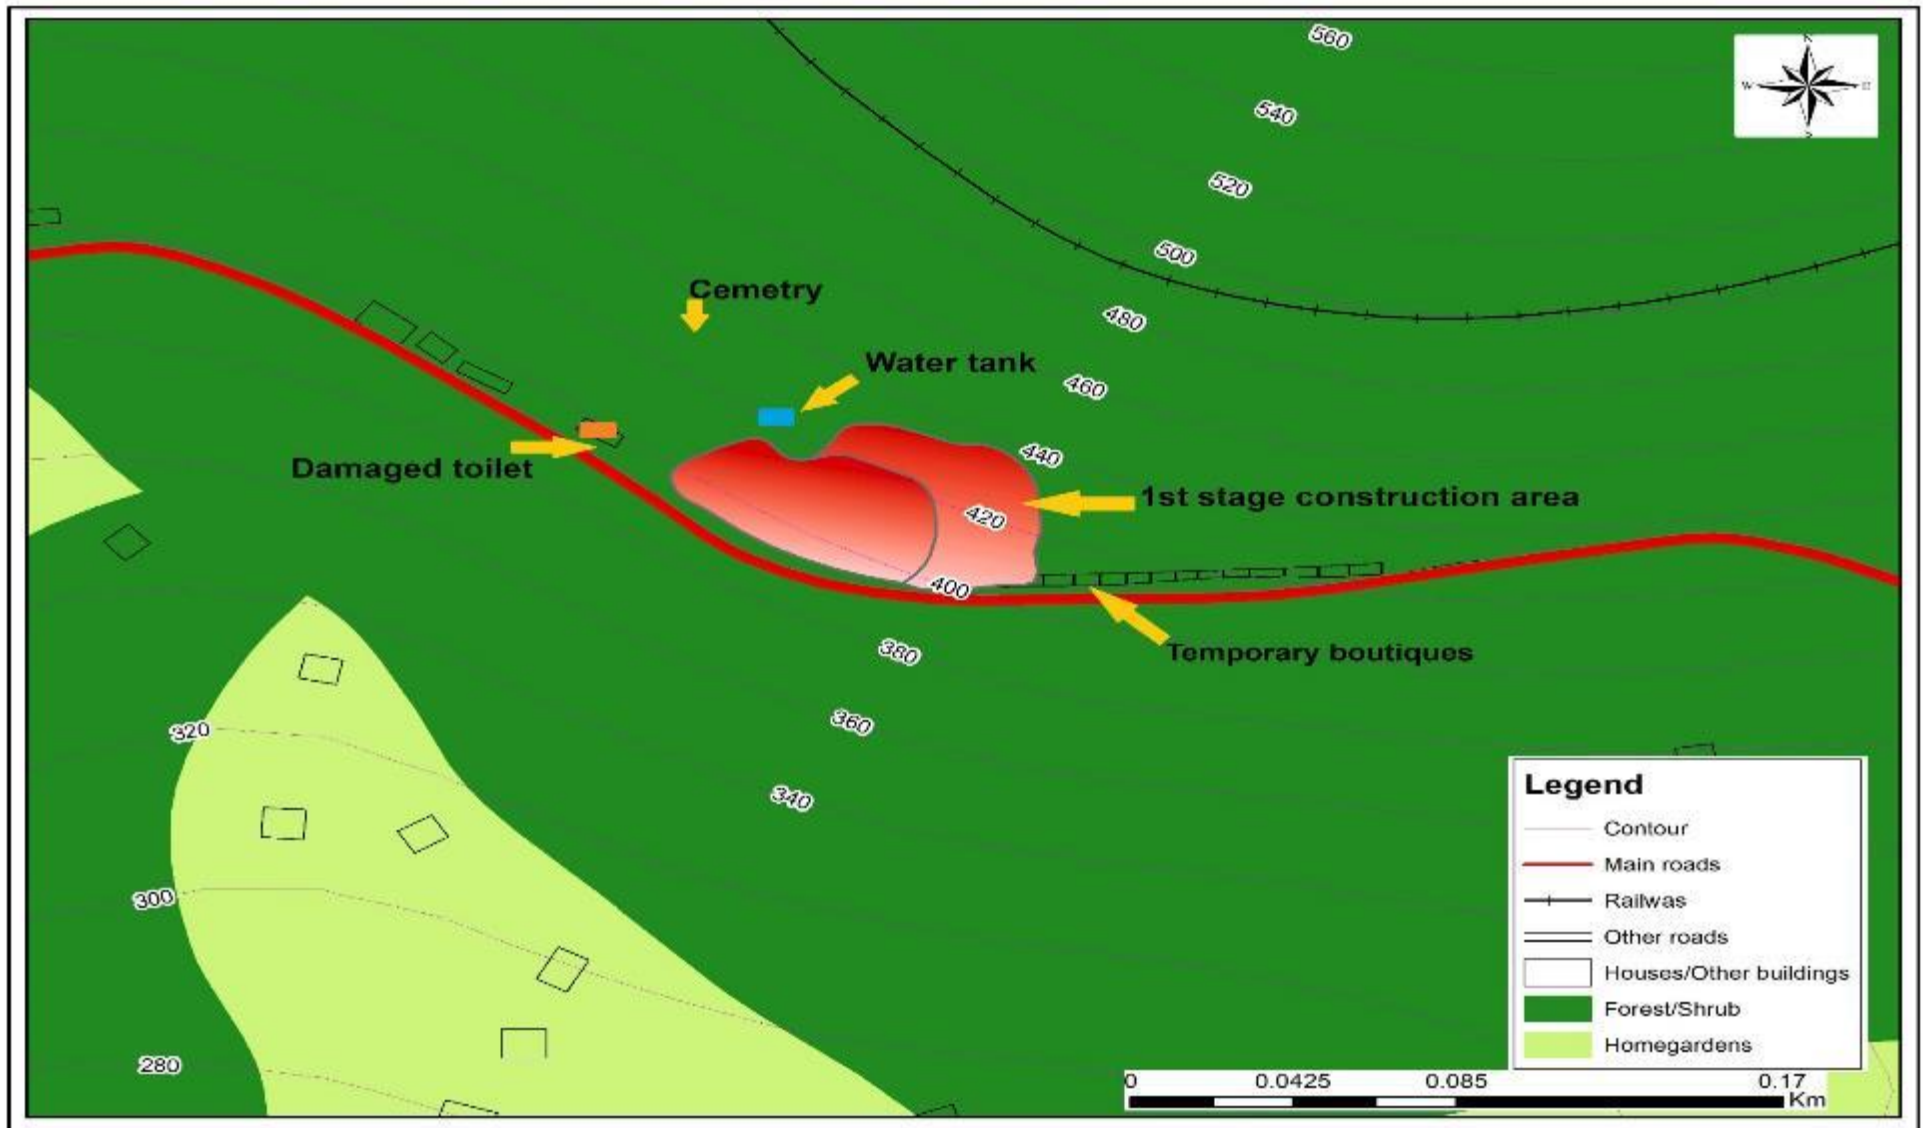 560
N
W
E
S
540
520
500
Cemetry
480
Water tank
460
440
Damaged toilet
1st stage construction area
420
400
Temporary boutiques
380
360
320
340
300
280
Legend
Contour
Main roads
Railwas
Other roads
Houses/Other buildings
Forest/Shrub
Homegardens
0 0.0425 0.085 0.17
Km